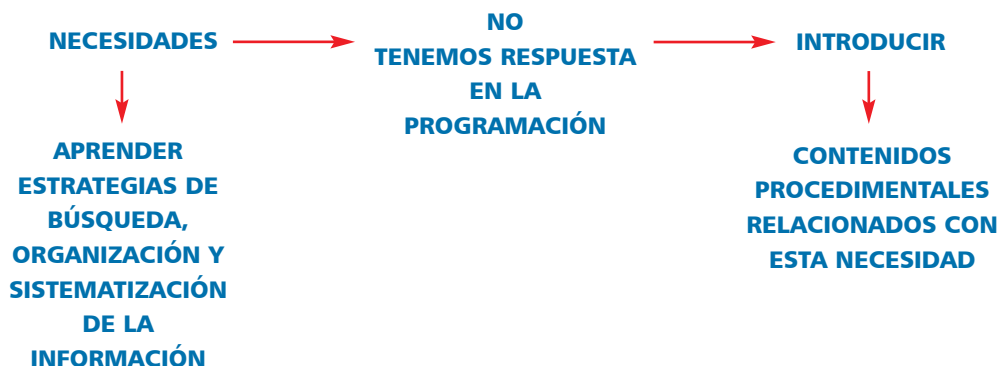 NECESIDADES
NO
TENEMOS RESPUESTA
EN LA
PROGRAMACIÓN
INTRODUCIR
APRENDER
ESTRATEGIAS DE
BÚSQUEDA,
ORGANIZACIÓN Y
SISTEMATIZACIÓN
DE LA
INFORMACIÓN
CONTENIDOS
PROCEDIMENTALES
RELACIONADOS CON
ESTA NECESIDAD